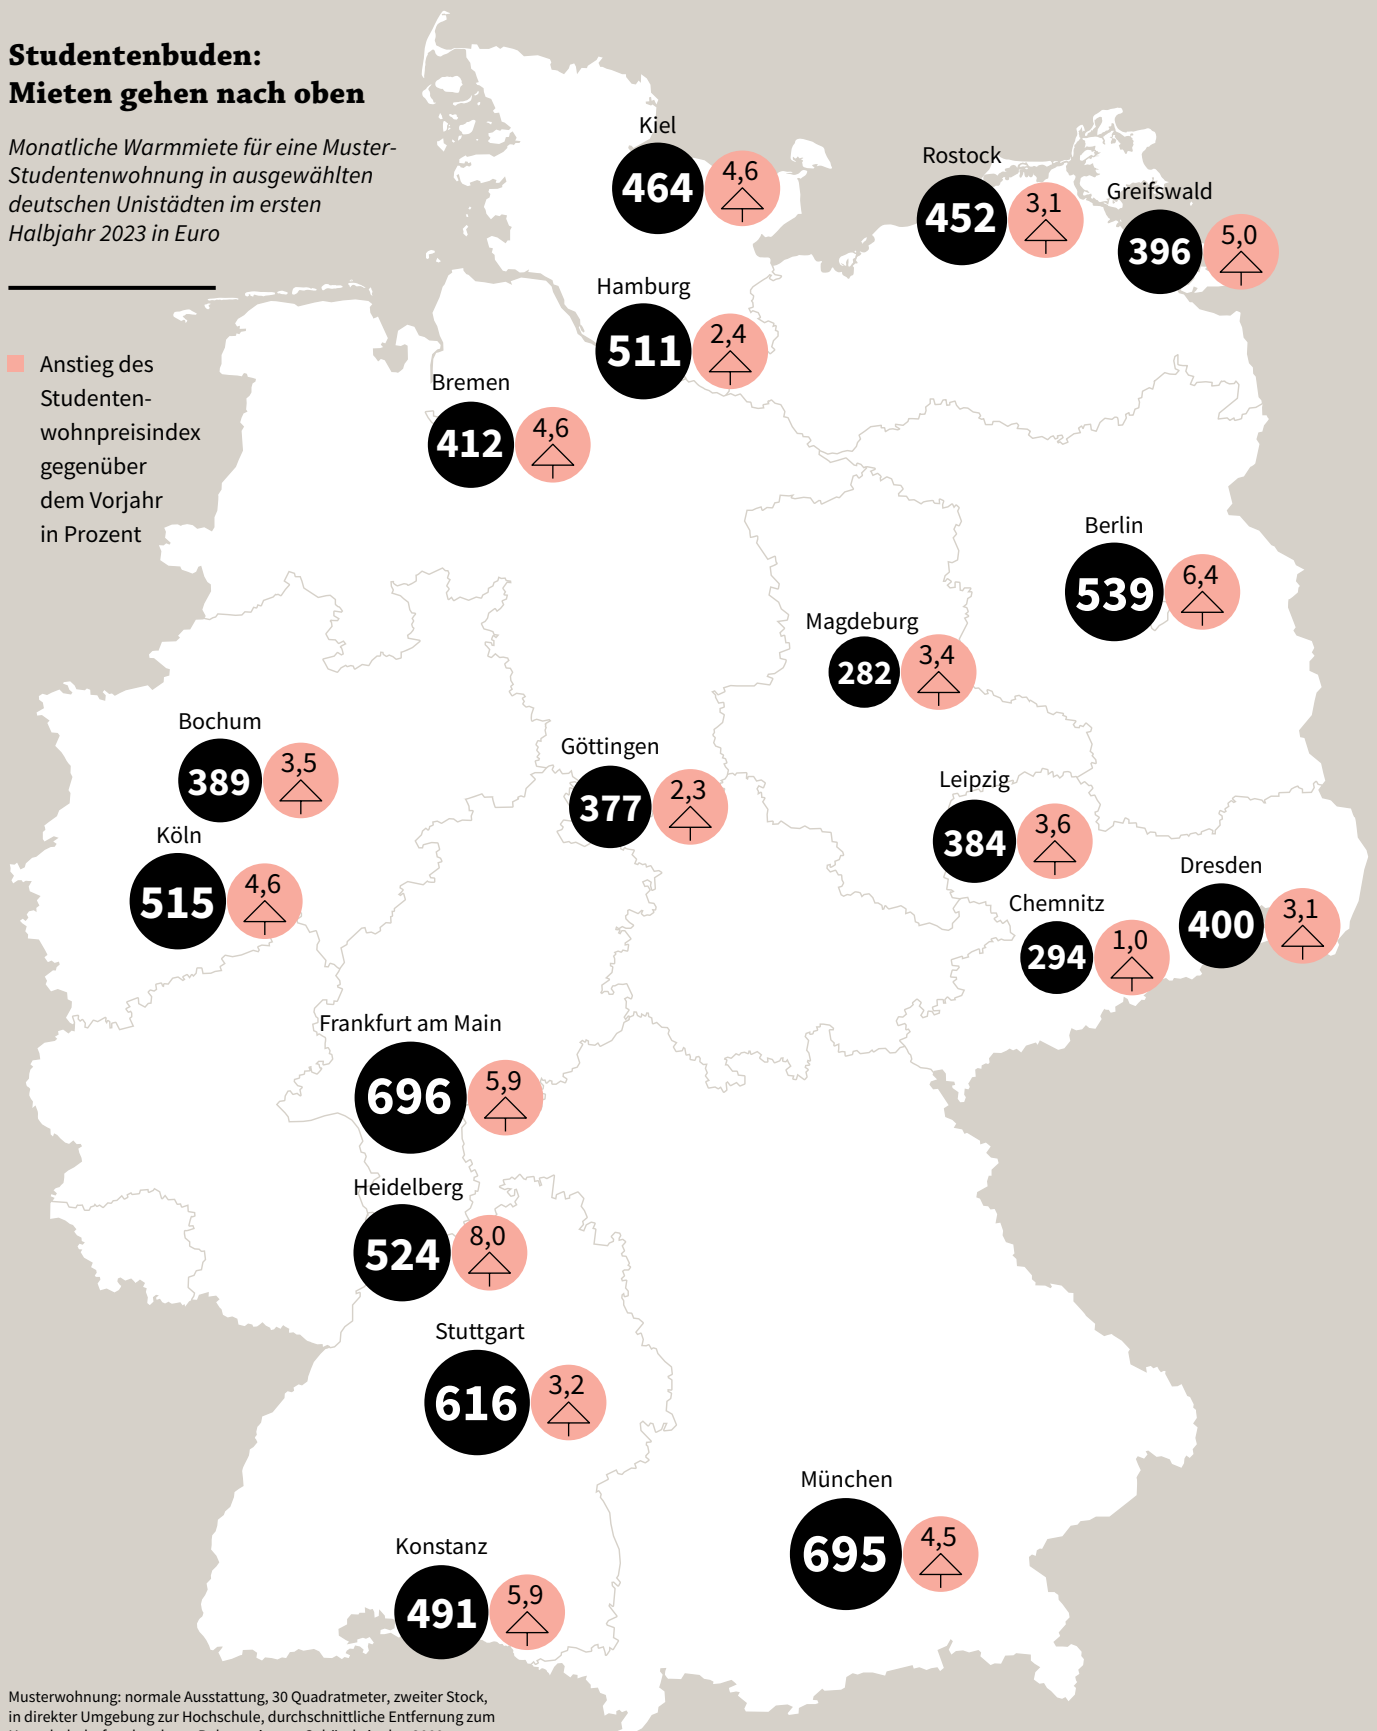 Studentenbuden:
Mieten gehen nach oben
Monatliche Warmmiete für eine Muster-
Studentenwohnung in ausgewählten
deutschen Unistädten im ersten
Halbjahr 2023 in Euro
Anstieg des
Studenten-
wohnpreisindex
gegenüber
dem Vorjahr
in Prozent
Kiel
464
4,6
Rostock
452
3,1
Greifswald
396
5,0
Hamburg
511
2,4
Bremen
412
4,6
Berlin
539
6,4
Magdeburg
282
3,4
Bochum
389
3,5
Göttingen
377
2,3
Leipzig
384
3,6
Köln
515
4,6
Dresden
400
3,1
Chemnitz
294
1,0
Frankfurt am Main
696
5,9
Heidelberg
524
8,0
Stuttgart
616
3,2
München
695
4,5
Konstanz
491
5,9
Musterwohnung: normale Ausstattung, 30 Quadratmeter, zweiter Stock,
in direkter Umgebung zur Hochschule, durchschnittliche Entfernung zum